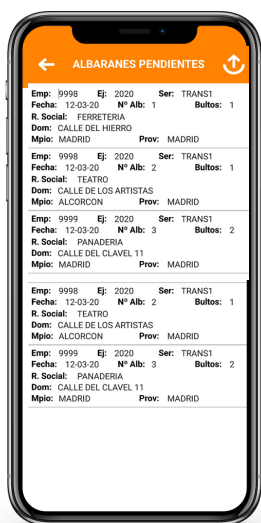 ALBARANES PENDIENTES
Emp: 9998 Ej: 2020 Ser: TRANS1
Fecha: 12-03-20 Nº Alb: 1 Bultos: 1
R. Social: FERRETERIA
Dom: CALLE DEL HIERRO
Mpio: MADRID Prov: MADRID
Emp: 9998 Ej: 2020 Ser: TRANS1
Fecha: 12-03-20 Nº Alb: 2 Bultos: 1
R. Social: TEATRO
Dom: CALLE DE LOS ARTISTAS
Mpio: ALCORCON Prov: MADRID
Emp: 9999 Ej: 2020 Ser: TRANS1
Fecha: 12-03-20 Nº Alb: 3 Bultos: 2
R. Social: PANADERIA
Dom: CALLE DEL CLAVEL 11
Mpio: MADRID Prov: MADRID
Emp: 9998 Ej: 2020 Ser: TRANS1
Fecha: 12-03-20 Nº Alb: 2 Bultos: 1
R. Social: TEATRO
Dom: CALLE DE LOS ARTISTAS
Mpio: ALCORCON Prov: MADRID
Emp: 9999 Ej: 2020 Ser: TRANS1
Fecha: 12-03-20 Nº Alb: 3 Bultos: 2
R. Social: PANADERIA
Dom: CALLE DEL CLAVEL 11
Mpio: MADRID Prov: MADRID